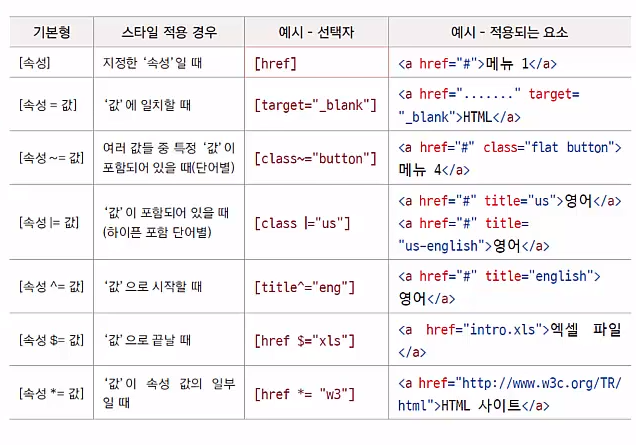 기본형 스타일 적용 경우 예시 - 선택자 예시 - 적용되는 요소
[속성] 지정한 ‘속성’일 때 [href] <a href="#">메뉴 1</a>
[속성 = 값] ‘값’에 일치할 때 [target="_blank"] <a href="......." target=
"_blank">HTML</a>
[속성 ~= 값] 여러 값들 중 특정 ‘값’이
포함되어 있을 때(단어별) [class~="button"] <a href="#" class="flat button">
메뉴 4</a>
[속성 |= 값] ‘값’이 포함되어 있을 때
(하이픈 포함 단어별) [class |="us"] <a href="#" title="us">영어</a>
<a href="#" title=
"us-english">영어</a>
[속성 ^= 값] ‘값’으로 시작할 때 [title^="eng"] <a href="#" title="english">
영어</a>
[속성 $= 값] ‘값’으로 끝날 때 [href $="xls"] <a href="intro.xls">엑셀 파일
</a>
[속성 *= 값] ‘값’이 속성 값의 일부
일 때 [href *= "w3"] <a href="http://www.w3c.org/TR/
html">HTML 사이트</a>